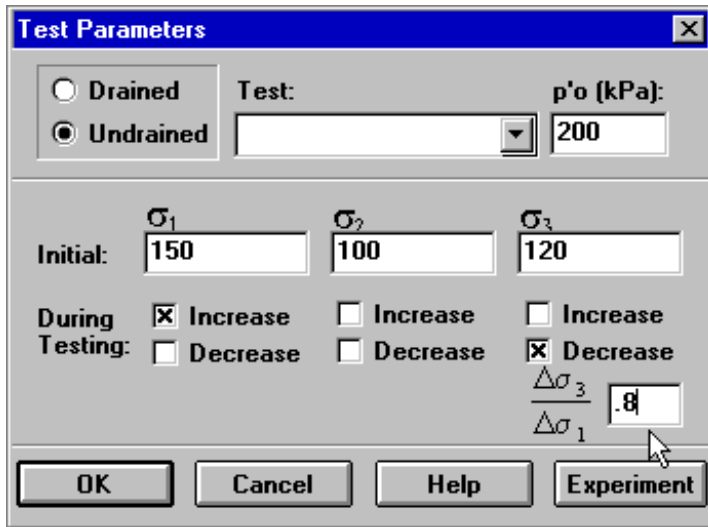 Test Parameters
Drained
Undrained
Test:
p'o (kPa):
200
σ1 σ2 σ3
Initial: 150 100 120
During Testing:
Increase Increase Increase
Decrease Decrease Decrease
Δσ3
Δσ1
.8
OK Cancel Help Experiment